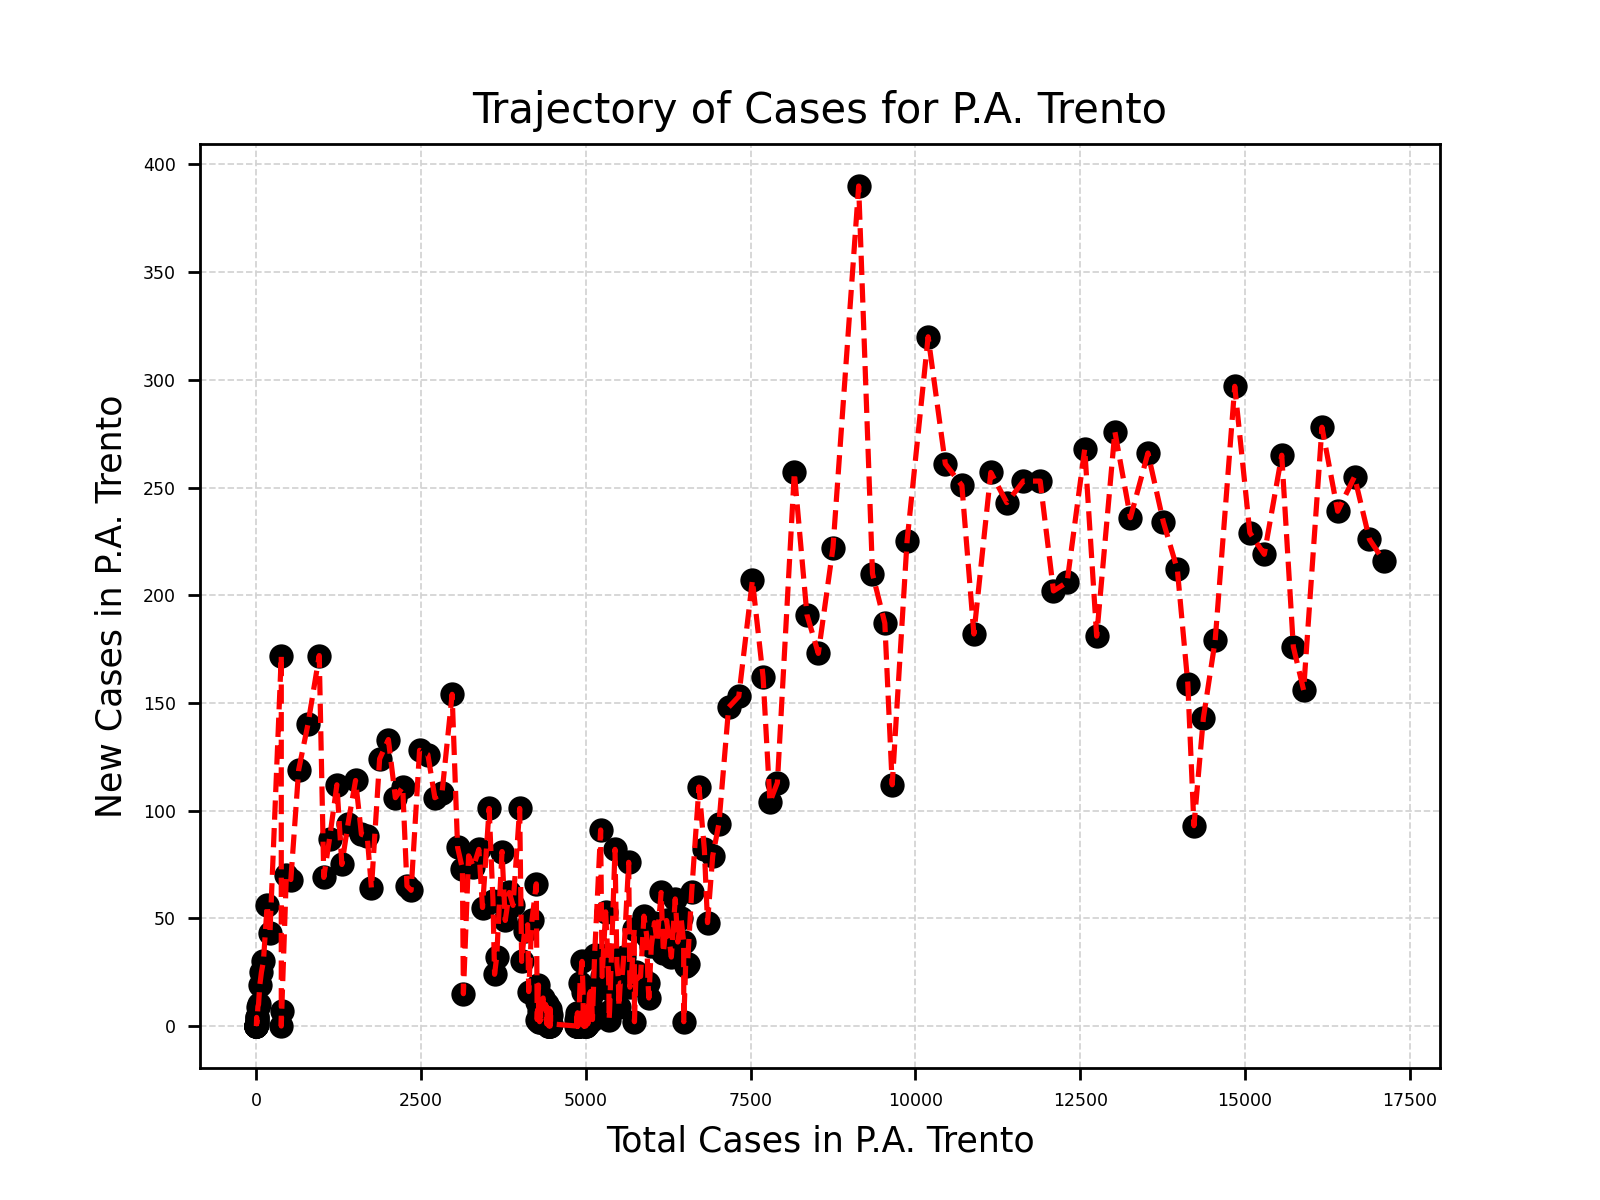 Trajectory of Cases for P.A. Trento
New Cases in P.A. Trento
400
350
300
250
200
150
100
50
0
0 2500 5000 7500 10000 12500 15000 17500
Total Cases in P.A. Trento